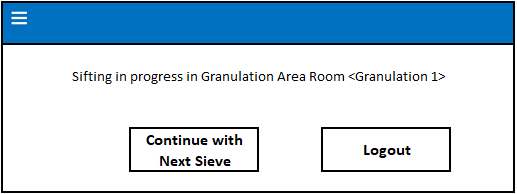 Sifting in progress in Granulation Area Room <Granulation 1>
Continue with
Next Sieve
Logout